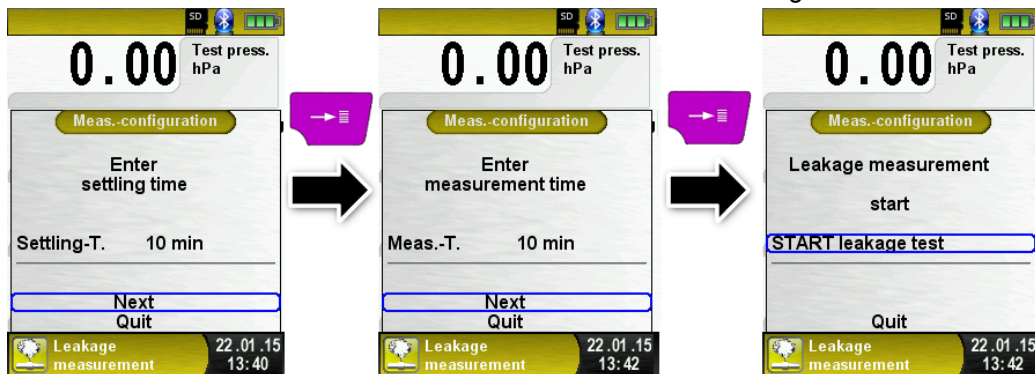 SD
0.00 Test press.
hPa
Meas.-configuration
Enter
settling time
Settling-T. 10 min
Next
Quit
Leakage 22.01.15
measurement 13:40
SD
0.00 Test press.
hPa
Meas.-configuration
Enter
measurement time
Meas.-T. 10 min
Next
Quit
Leakage 22.01.15
measurement 13:42
SD
0.00 Test press.
hPa
Meas.-configuration
Leakage measurement
start
START leakage test
Quit
Leakage 22.01.15
measurement 13:42